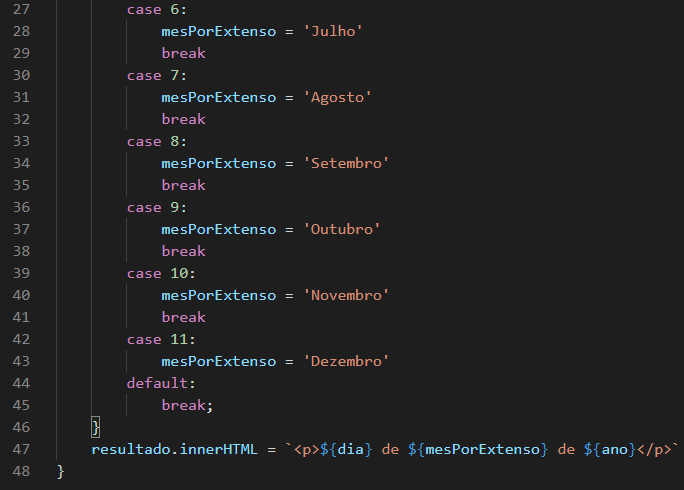 27 case 6:
28 mesPorExtenso = 'Julho'
29 break
30 case 7:
31 mesPorExtenso = 'Agosto'
32 break
33 case 8:
34 mesPorExtenso = 'Setembro'
35 break
36 case 9:
37 mesPorExtenso = 'Outubro'
38 break
39 case 10:
40 mesPorExtenso = 'Novembro'
41 break
42 case 11:
43 mesPorExtenso = 'Dezembro'
44 default:
45 break;
46 }
47 resultado.innerHTML = `<p>${dia} de ${mesPorExtenso} de ${ano}</p>`
48 }